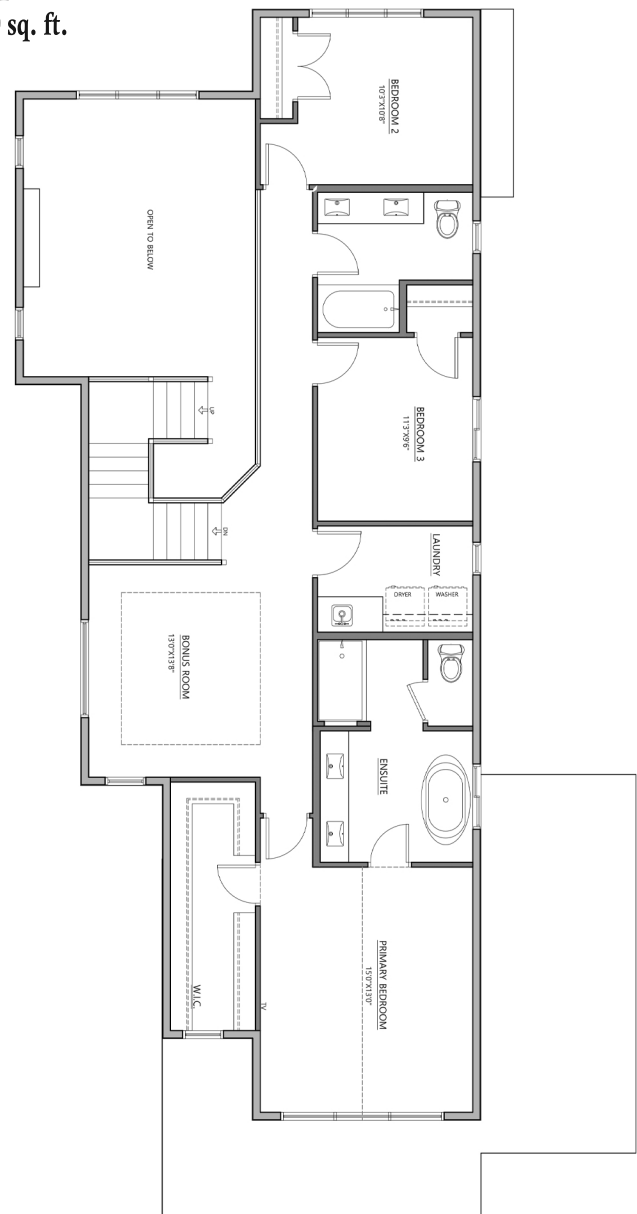 sq. ft.
BEDROOM 2
10'3"X10'8"
OPEN TO BELOW
UP
BEDROOM 3
11'3"X9'6"
DN
LAUNDRY
DRYER
WASHER
BONUS ROOM
13'0"X13'8"
ENSUITE
PRIMARY BEDROOM
15'0"X13'0"
W.I.C.
TV